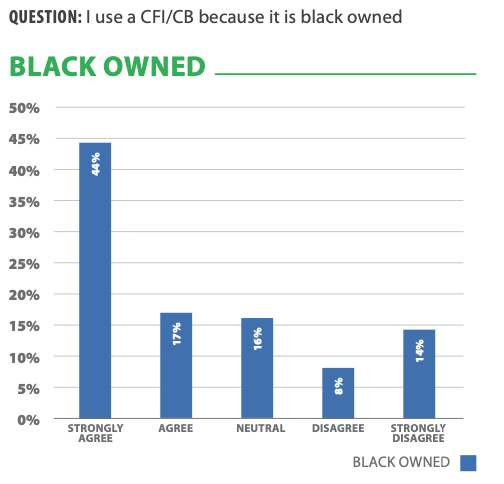 QUESTION: I use a CFI/CB because it is black owned
BLACK OWNED
50%
45%
40%
35%
30%
25%
20%
15%
10%
5%
0%
44%
17%
16%
8%
14%
STRONGLY AGREE
AGREE
NEUTRAL
DISAGREE
STRONGLY DISAGREE
BLACK OWNED